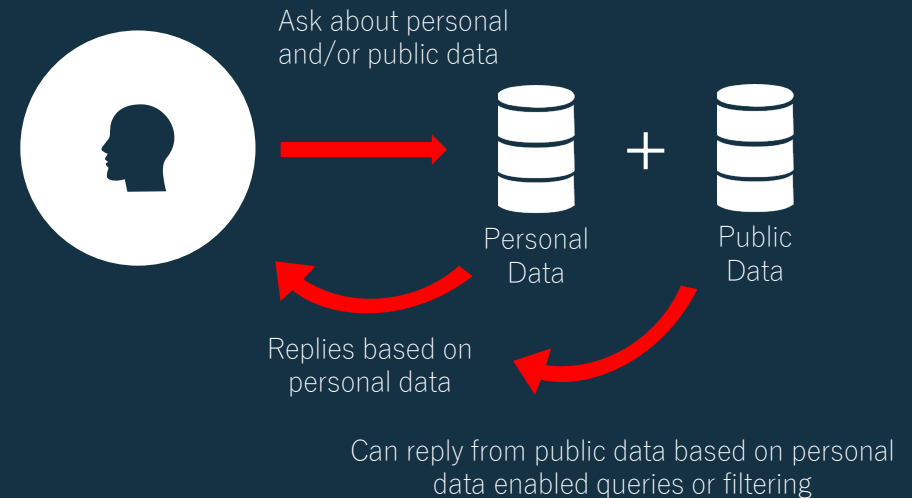 Ask about personal
and/or public data
+
Personal
Data
Public
Data
Replies based on
personal data
Can reply from public data based on personal
data enabled queries or filtering